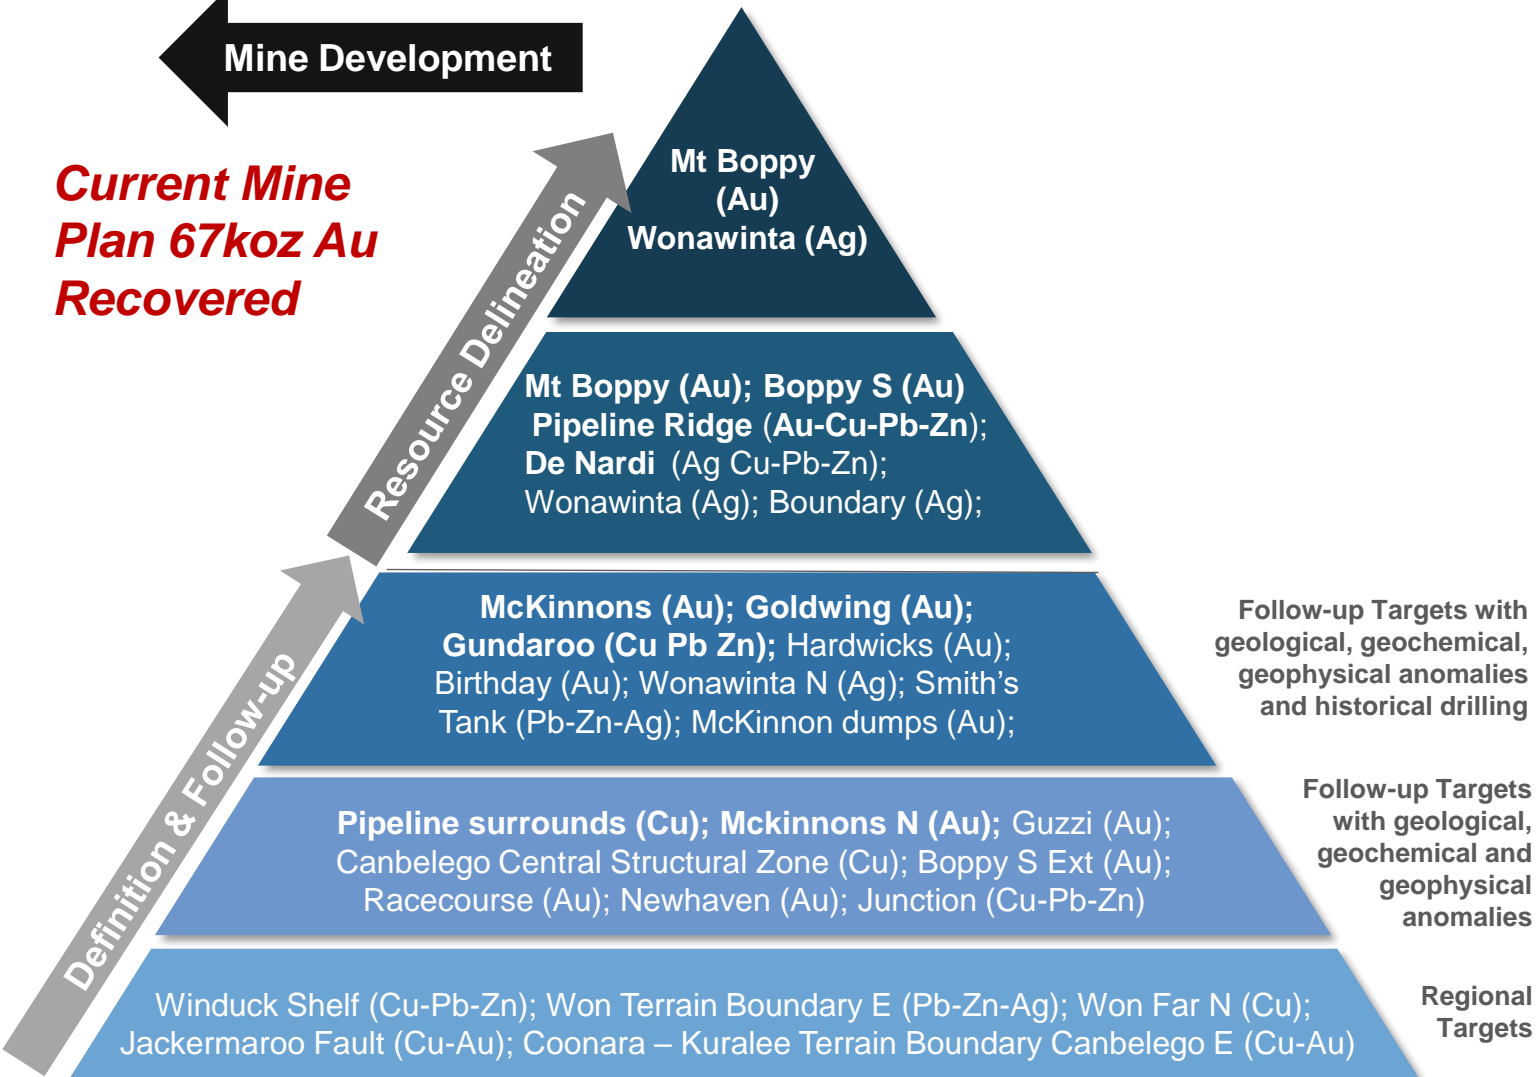 Mine Development
Current Mine
Plan 67koz Au
Recovered
Resource Delineation
Definition & Follow-up
Mt Boppy
(Au)
Wonawinta (Ag)
Mt Boppy (Au); Boppy S (Au)
Pipeline Ridge (Au-Cu-Pb-Zn);
De Nardi (Ag Cu-Pb-Zn);
Wonawinta (Ag); Boundary (Ag);
McKinnons (Au); Goldwing (Au);
Gundaroo (Cu Pb Zn); Hardwicks (Au);
Birthday (Au); Wonawinta N (Ag); Smith’s
Tank (Pb-Zn-Ag); McKinnon dumps (Au);
Follow-up Targets with
geological, geochemical,
geophysical anomalies
and historical drilling
Pipeline surrounds (Cu); Mckinnons N (Au); Guzzi (Au);
Canbelego Central Structural Zone (Cu); Boppy S Ext (Au);
Racecourse (Au); Newhaven (Au); Junction (Cu-Pb-Zn)
Follow-up Targets
with geological,
geochemical and
geophysical
anomalies
Winduck Shelf (Cu-Pb-Zn); Won Terrain Boundary E (Pb-Zn-Ag); Won Far N (Cu);
Jackermaroo Fault (Cu-Au); Coonara – Kuralee Terrain Boundary Canbelego E (Cu-Au)
Regional
Targets